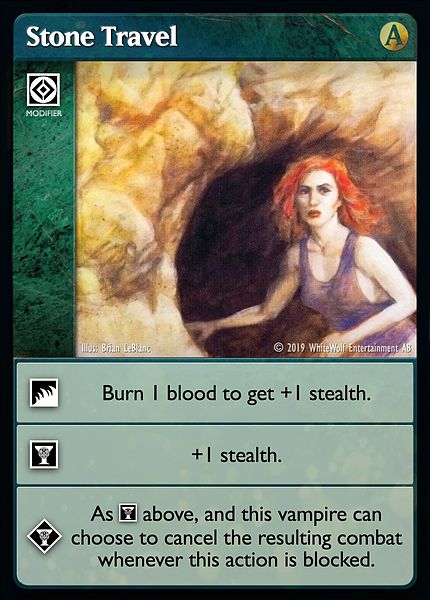 Stone Travel
A
MODIFIER
Illus: Brian LeBlanc
© 2019 WhiteWolf Entertainment AB
Burn 1 blood to get +1 stealth.
+1 stealth.
As above, and this vampire can
choose to cancel the resulting combat
whenever this action is blocked.